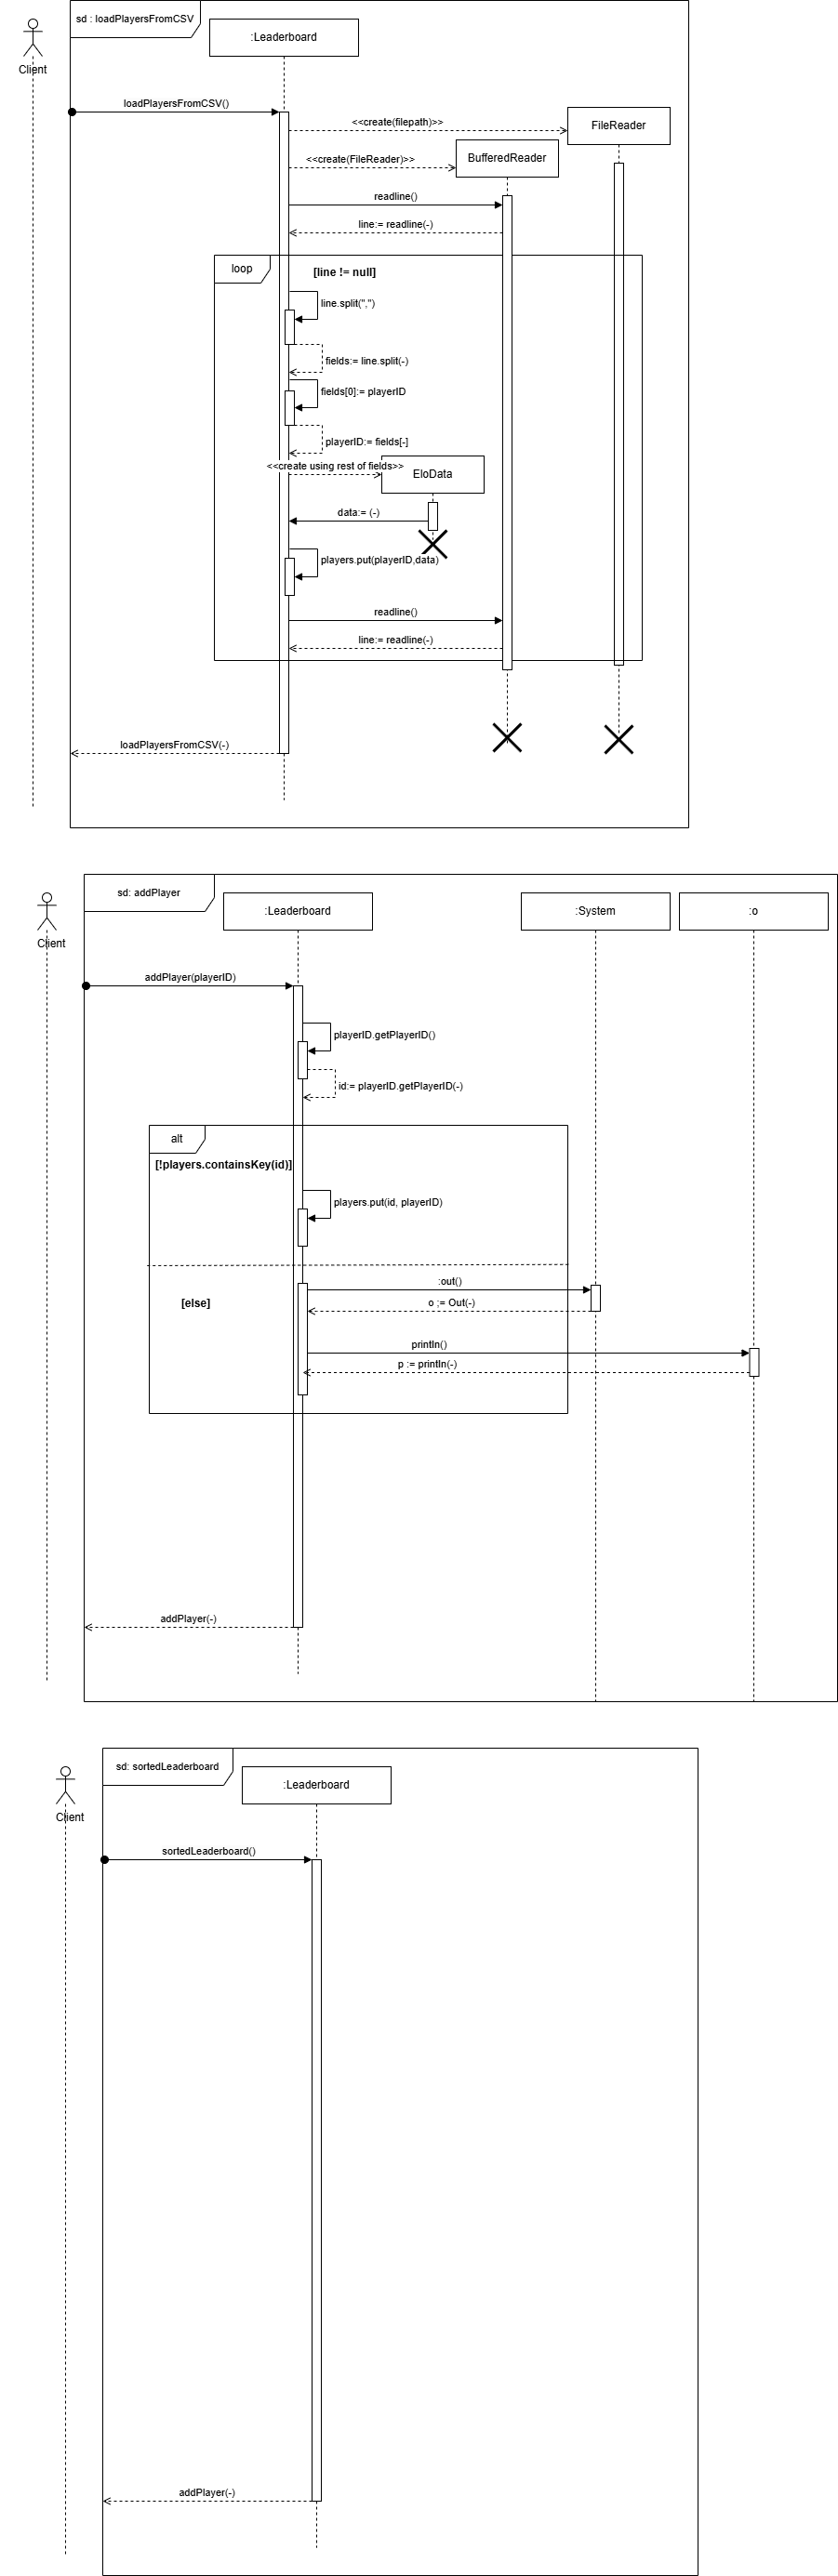 sd : loadPlayersFromCSV
:Leaderboard
Client
loadPlayersFromCSV()
<<create(filepath)>>
FileReader
<<create(FileReader)>>
BufferedReader
readline()
line:= readline(-)
loop
[line != null]
line.split(",")
fields:= line.split(-)
fields[0]:= playerID
playerID:= fields[-]
<<create using rest of fields>>
EloData
data:= (-)
players.put(playerID,data)
readline()
line:= readline(-)
loadPlayersFromCSV(-)
sd: addPlayer
:Leaderboard
:System
:o
Client
addPlayer(playerID)
playerID.getPlayerID()
id:= playerID.getPlayerID(-)
alt
[!players.containsKey(id)]
players.put(id, playerID)
:out()
[else]
o ;= Out(-)
println()
p := println(-)
addPlayer(-)
sd: sortedLeaderboard
:Leaderboard
Client
sortedLeaderboard()
addPlayer(-)